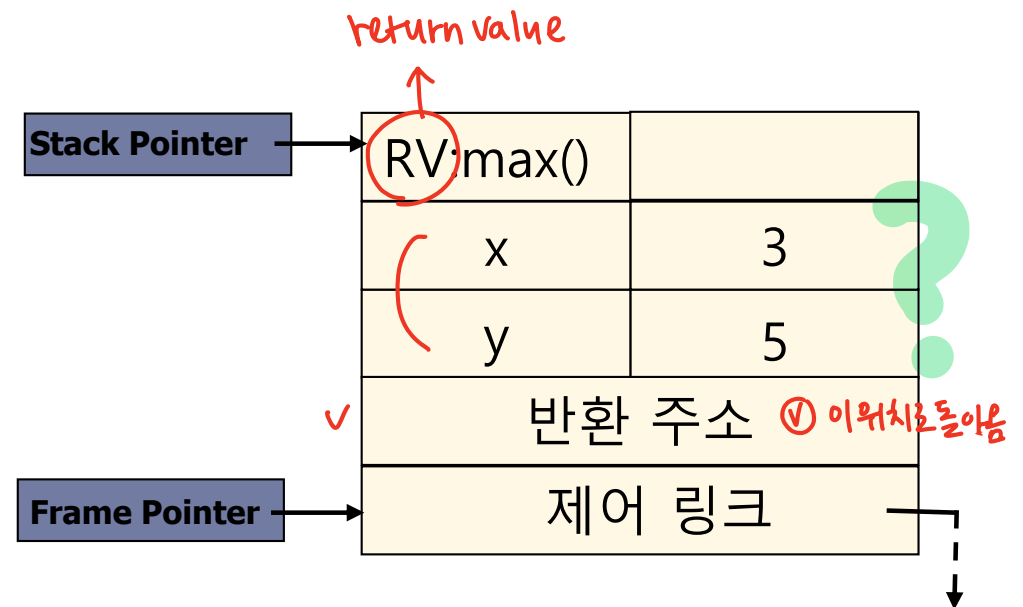 return value
Stack Pointer
RV:max()
x 3
y 5
반환 주소 ✓ 이위치로돌아옴
Frame Pointer
제어 링크
?